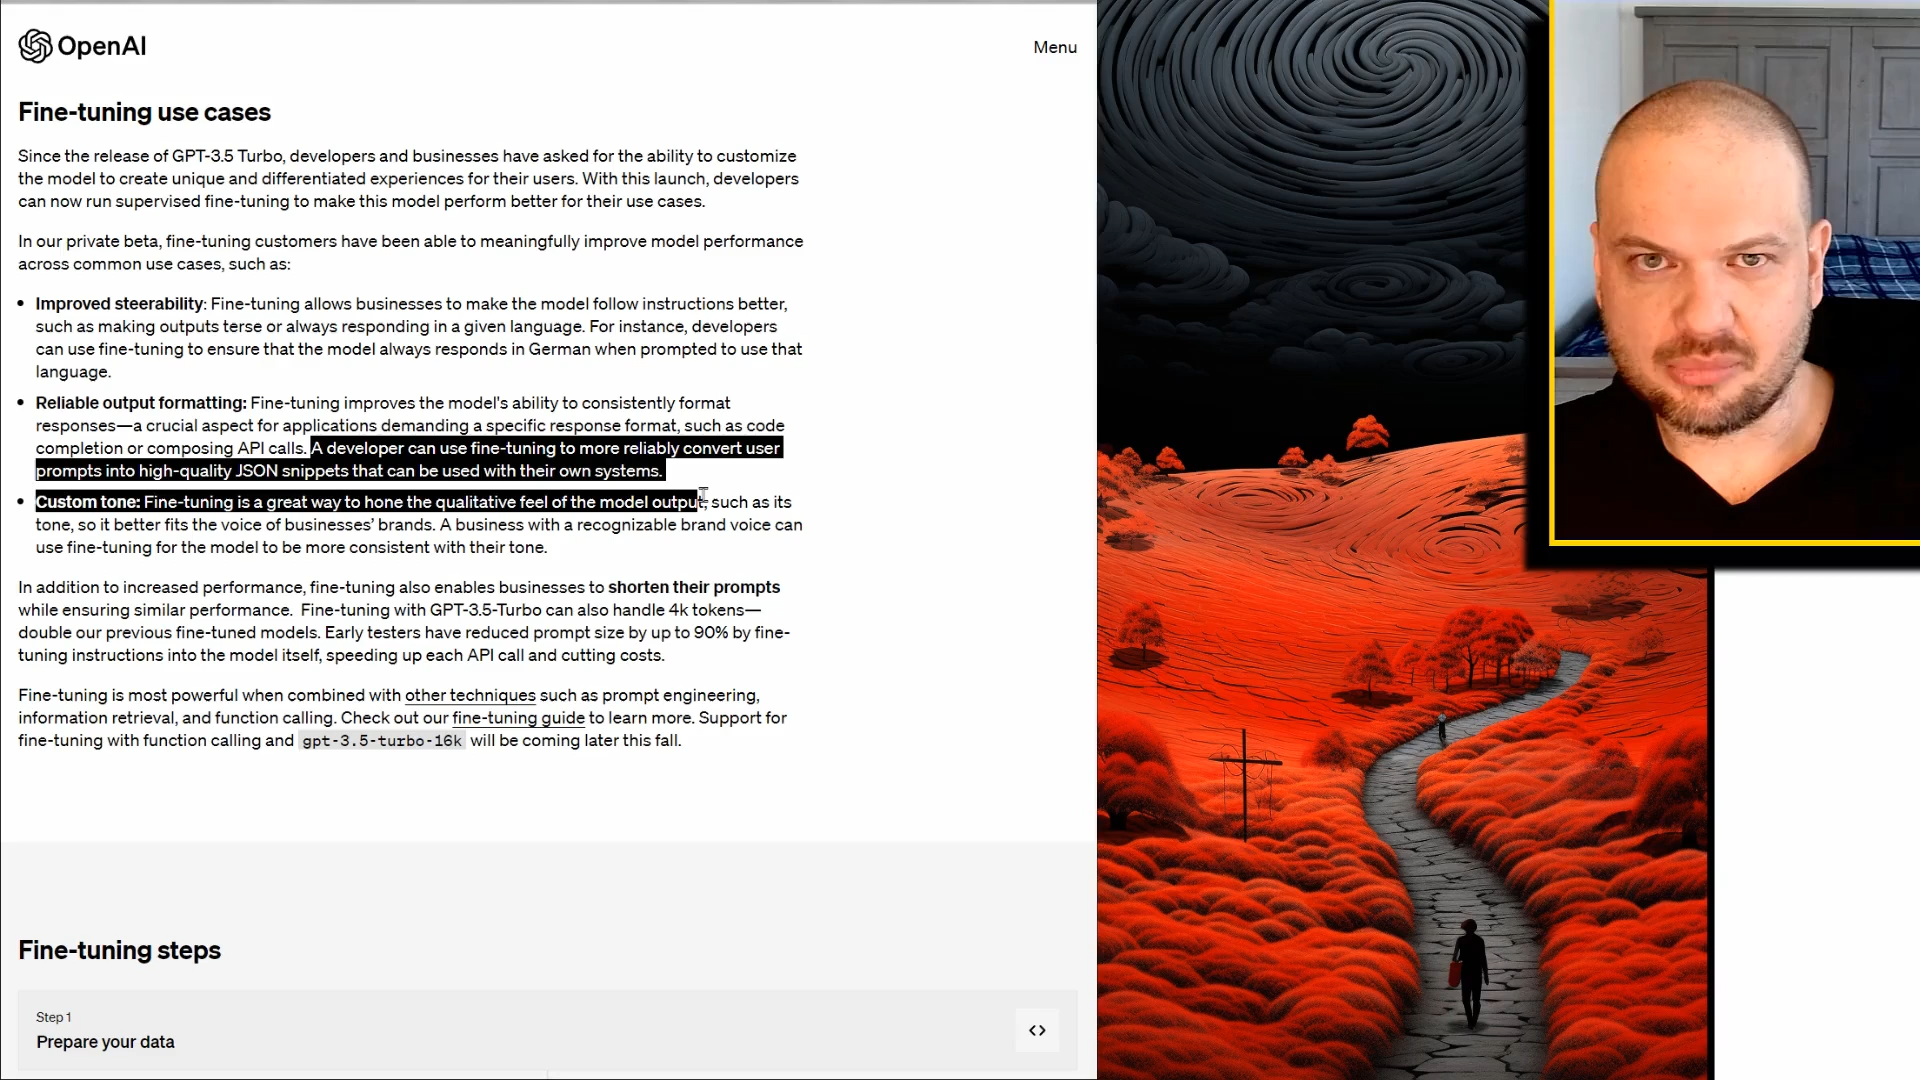 OpenAI
Menu
Fine-tuning use cases
Since the release of GPT-3.5 Turbo, developers and businesses have asked for the ability to customize
the model to create unique and differentiated experiences for their users. With this launch, developers
can now run supervised fine-tuning to make this model perform better for their use cases.
In our private beta, fine-tuning customers have been able to meaningfully improve model performance
across common use cases, such as:
• Improved steerability: Fine-tuning allows businesses to make the model follow instructions better,
such as making outputs terse or always responding in a given language. For instance, developers
can use fine-tuning to ensure that the model always responds in German when prompted to use that
language.
• Reliable output formatting: Fine-tuning improves the model's ability to consistently format
responses—a crucial aspect for applications demanding a specific response format, such as code
completion or composing API calls. A developer can use fine-tuning to more reliably convert user
prompts into high-quality JSON snippets that can be used with their own systems.
• Custom tone: Fine-tuning is a great way to hone the qualitative feel of the model output, such as its
tone, so it better fits the voice of businesses’ brands. A business with a recognizable brand voice can
use fine-tuning for the model to be more consistent with their tone.
In addition to increased performance, fine-tuning also enables businesses to shorten their prompts
while ensuring similar performance.  Fine-tuning with GPT-3.5-Turbo can also handle 4k tokens—
double our previous fine-tuned models. Early testers have reduced prompt size by up to 90% by fine-
tuning instructions into the model itself, speeding up each API call and cutting costs.
Fine-tuning is most powerful when combined with other techniques such as prompt engineering,
information retrieval, and function calling. Check out our fine-tuning guide to learn more. Support for
fine-tuning with function calling and gpt-3.5-turbo-16k will be coming later this fall.
Fine-tuning steps
Step 1
Prepare your data